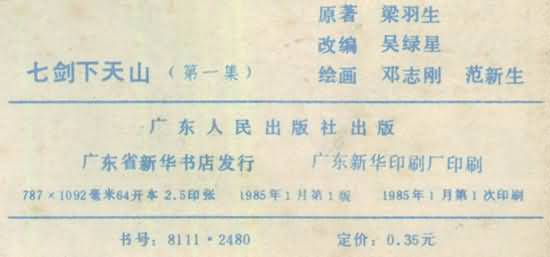 原著 梁羽生
改编 吴绿星
七剑下天山（第一集） 绘画 邓志刚 范新生
广东人民出版社出版
广东省新华书店发行 广东新华印刷厂印刷
787×1092毫米64开本 2.5印张 1985年1月第1版 1985年1月第1次印刷
书号：8111·2480 定价：0.35元